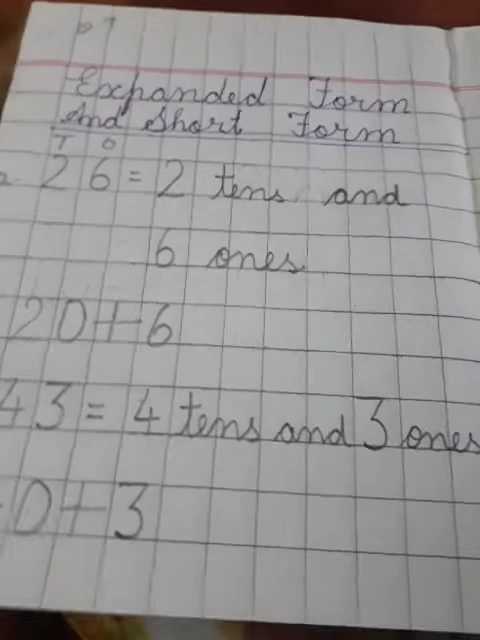 Expanded Form
And Short Form
T O
26 = 2 tens and
6 ones
20+6
43 = 4 tens and 3 ones
0+3